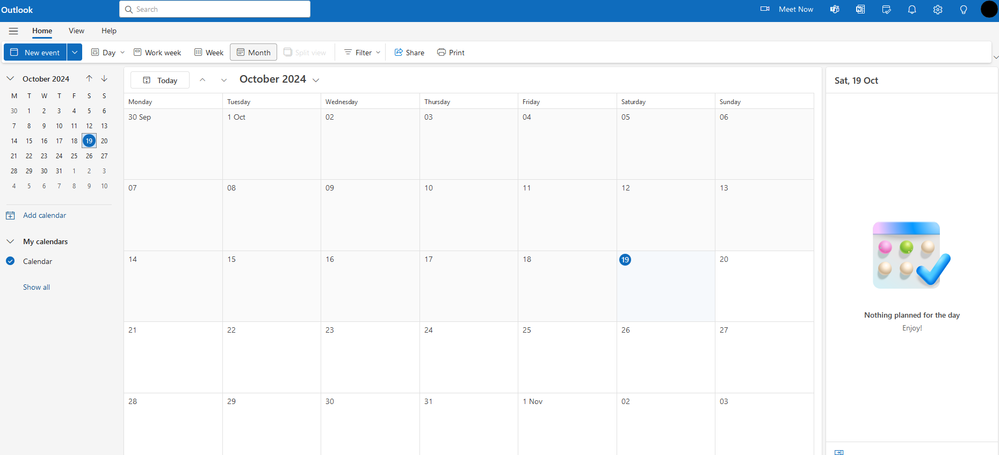 Outlook
Search
Meet Now
Home View Help
New event Day Work week Week Month Split view Filter Share Print
October 2024
M T W T F S S
30 1 2 3 4 5 6
7 8 9 10 11 12 13
14 15 16 17 18 19 20
21 22 23 24 25 26 27
28 29 30 31 1 2 3
4 5 6 7 8 9 10
Add calendar
My calendars
Calendar
Show all
Today October 2024
Monday Tuesday Wednesday Thursday Friday Saturday Sunday
30 Sep 1 Oct 02 03 04 05 06
07 08 09 10 11 12 13
14 15 16 17 18 19 20
21 22 23 24 25 26 27
28 29 30 31 1 Nov 02 03
Sat, 19 Oct
Nothing planned for the day
Enjoy!